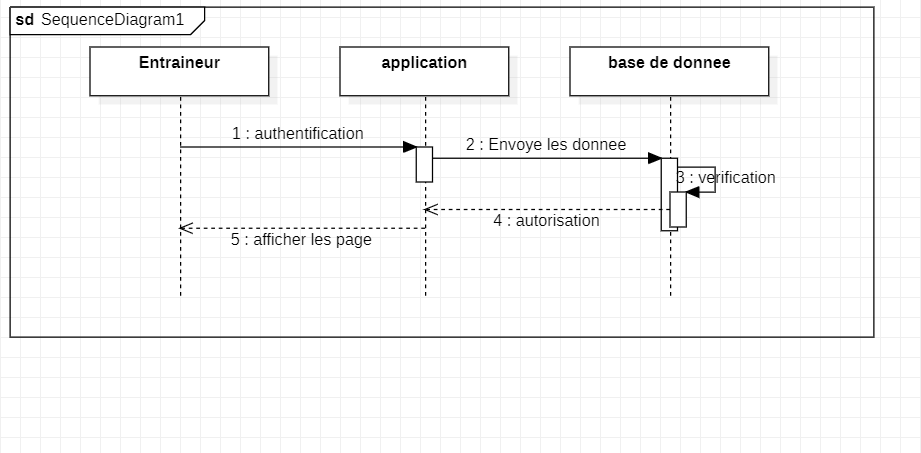 sd SequenceDiagram1
Entraineur
application
base de donnee
1 : authentification
2 : Envoye les donnee
3 : verification
4 : autorisation
5 : afficher les page